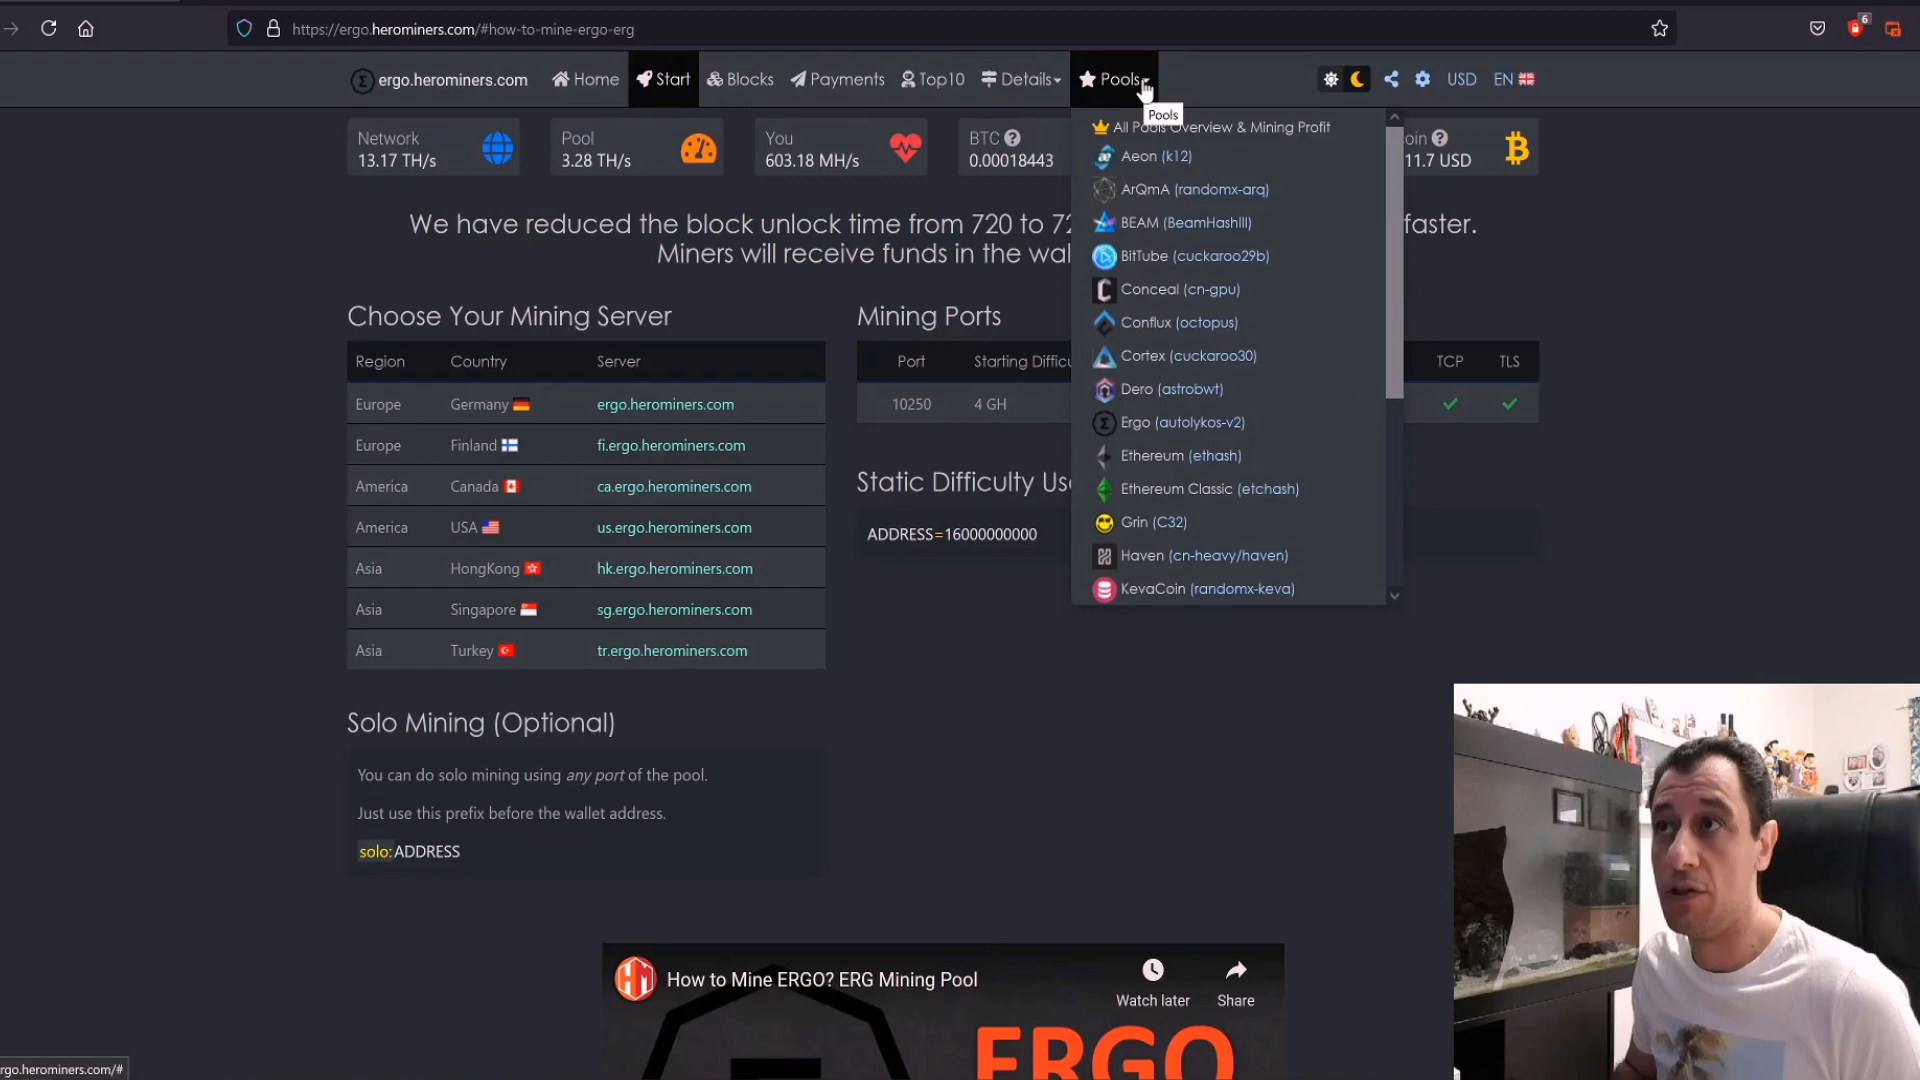 https://ergo.herominers.com/#how-to-mine-ergo-erg
6
ergo.herominers.com Home Start Blocks Payments Top10 Details Pools USD EN
Pools
Network
13.17 TH/s
Pool
3.28 TH/s
You
603.18 MH/s
BTC
0.00018443
oin
11.7 USD
All Pools Overview & Mining Profit
Aeon (k12)
ArQmA (randomx-arq)
BEAM (BeamHashIII)
BitTube (cuckaroo29b)
Conceal (cn-gpu)
Conflux (octopus)
Cortex (cuckaroo30)
Dero (astrobwt)
Ergo (autolykos-v2)
Ethereum (ethash)
Ethereum Classic (etchash)
Grin (C32)
Haven (cn-heavy/haven)
KevaCoin (randomx-keva)
We have reduced the block unlock time from 720 to 72 faster.
Miners will receive funds in the wal
Choose Your Mining Server
Region Country Server
Europe Germany ergo.herominers.com
Europe Finland fi.ergo.herominers.com
America Canada ca.ergo.herominers.com
America USA us.ergo.herominers.com
Asia HongKong hk.ergo.herominers.com
Asia Singapore sg.ergo.herominers.com
Asia Turkey tr.ergo.herominers.com
Mining Ports
Port Starting Difficu TCP TLS
10250 4 GH
Static Difficulty Us
ADDRESS=16000000000
Solo Mining (Optional)
You can do solo mining using any port of the pool.
Just use this prefix before the wallet address.
solo:ADDRESS
How to Mine ERGO? ERG Mining Pool
Watch later
Share
ERGO
rgo.herominers.com/#